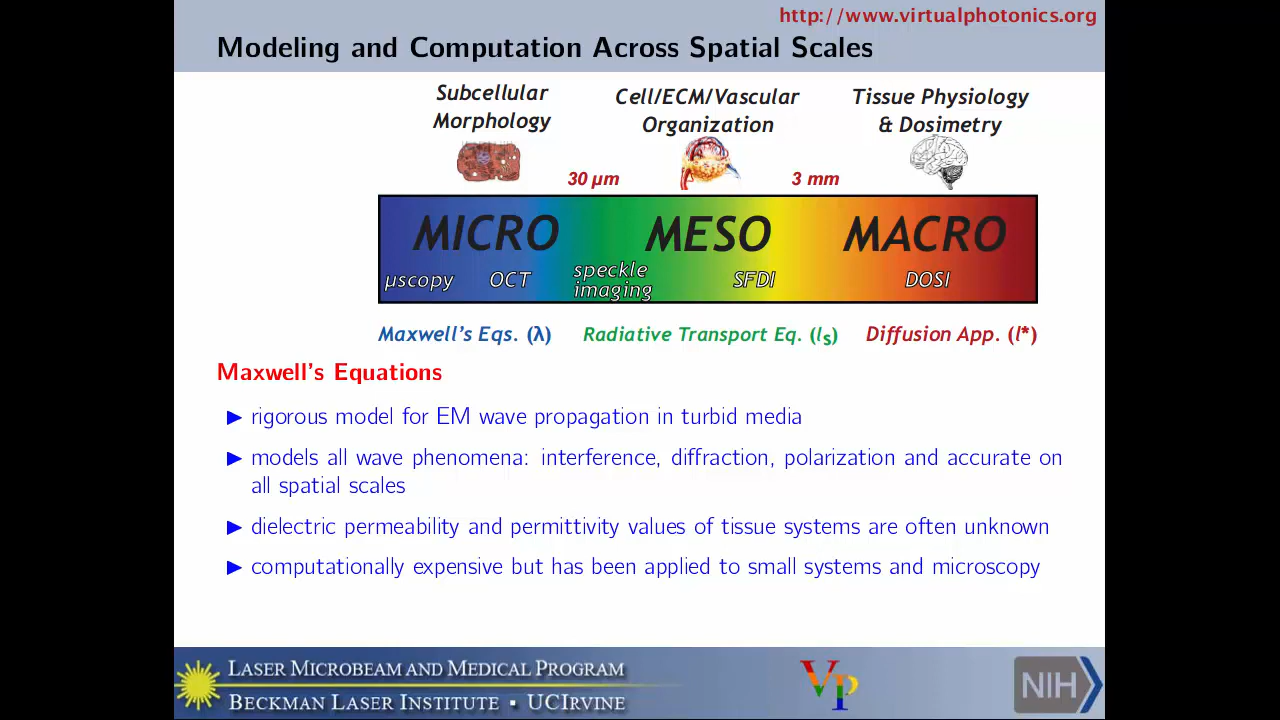 http://www.virtualphotonics.org
Modeling and Computation Across Spatial Scales
Subcellular
Morphology
Cell/ECM/Vascular
Organization
Tissue Physiology
& Dosimetry
30 µm
3 mm
MICRO
MESO
MACRO
µscopy
OCT
speckle
imaging
SFDI
DOSI
Maxwell's Eqs. (λ)
Radiative Transport Eq. (ls)
Diffusion App. (l*)
Maxwell's Equations
▶ rigorous model for EM wave propagation in turbid media
▶ models all wave phenomena: interference, diffraction, polarization and accurate on
all spatial scales
▶ dielectric permeability and permittivity values of tissue systems are often unknown
▶ computationally expensive but has been applied to small systems and microscopy
LASER MICROBEAM AND MEDICAL PROGRAM
BECKMAN LASER INSTITUTE ▪ UCIRVINE
VP
NIH